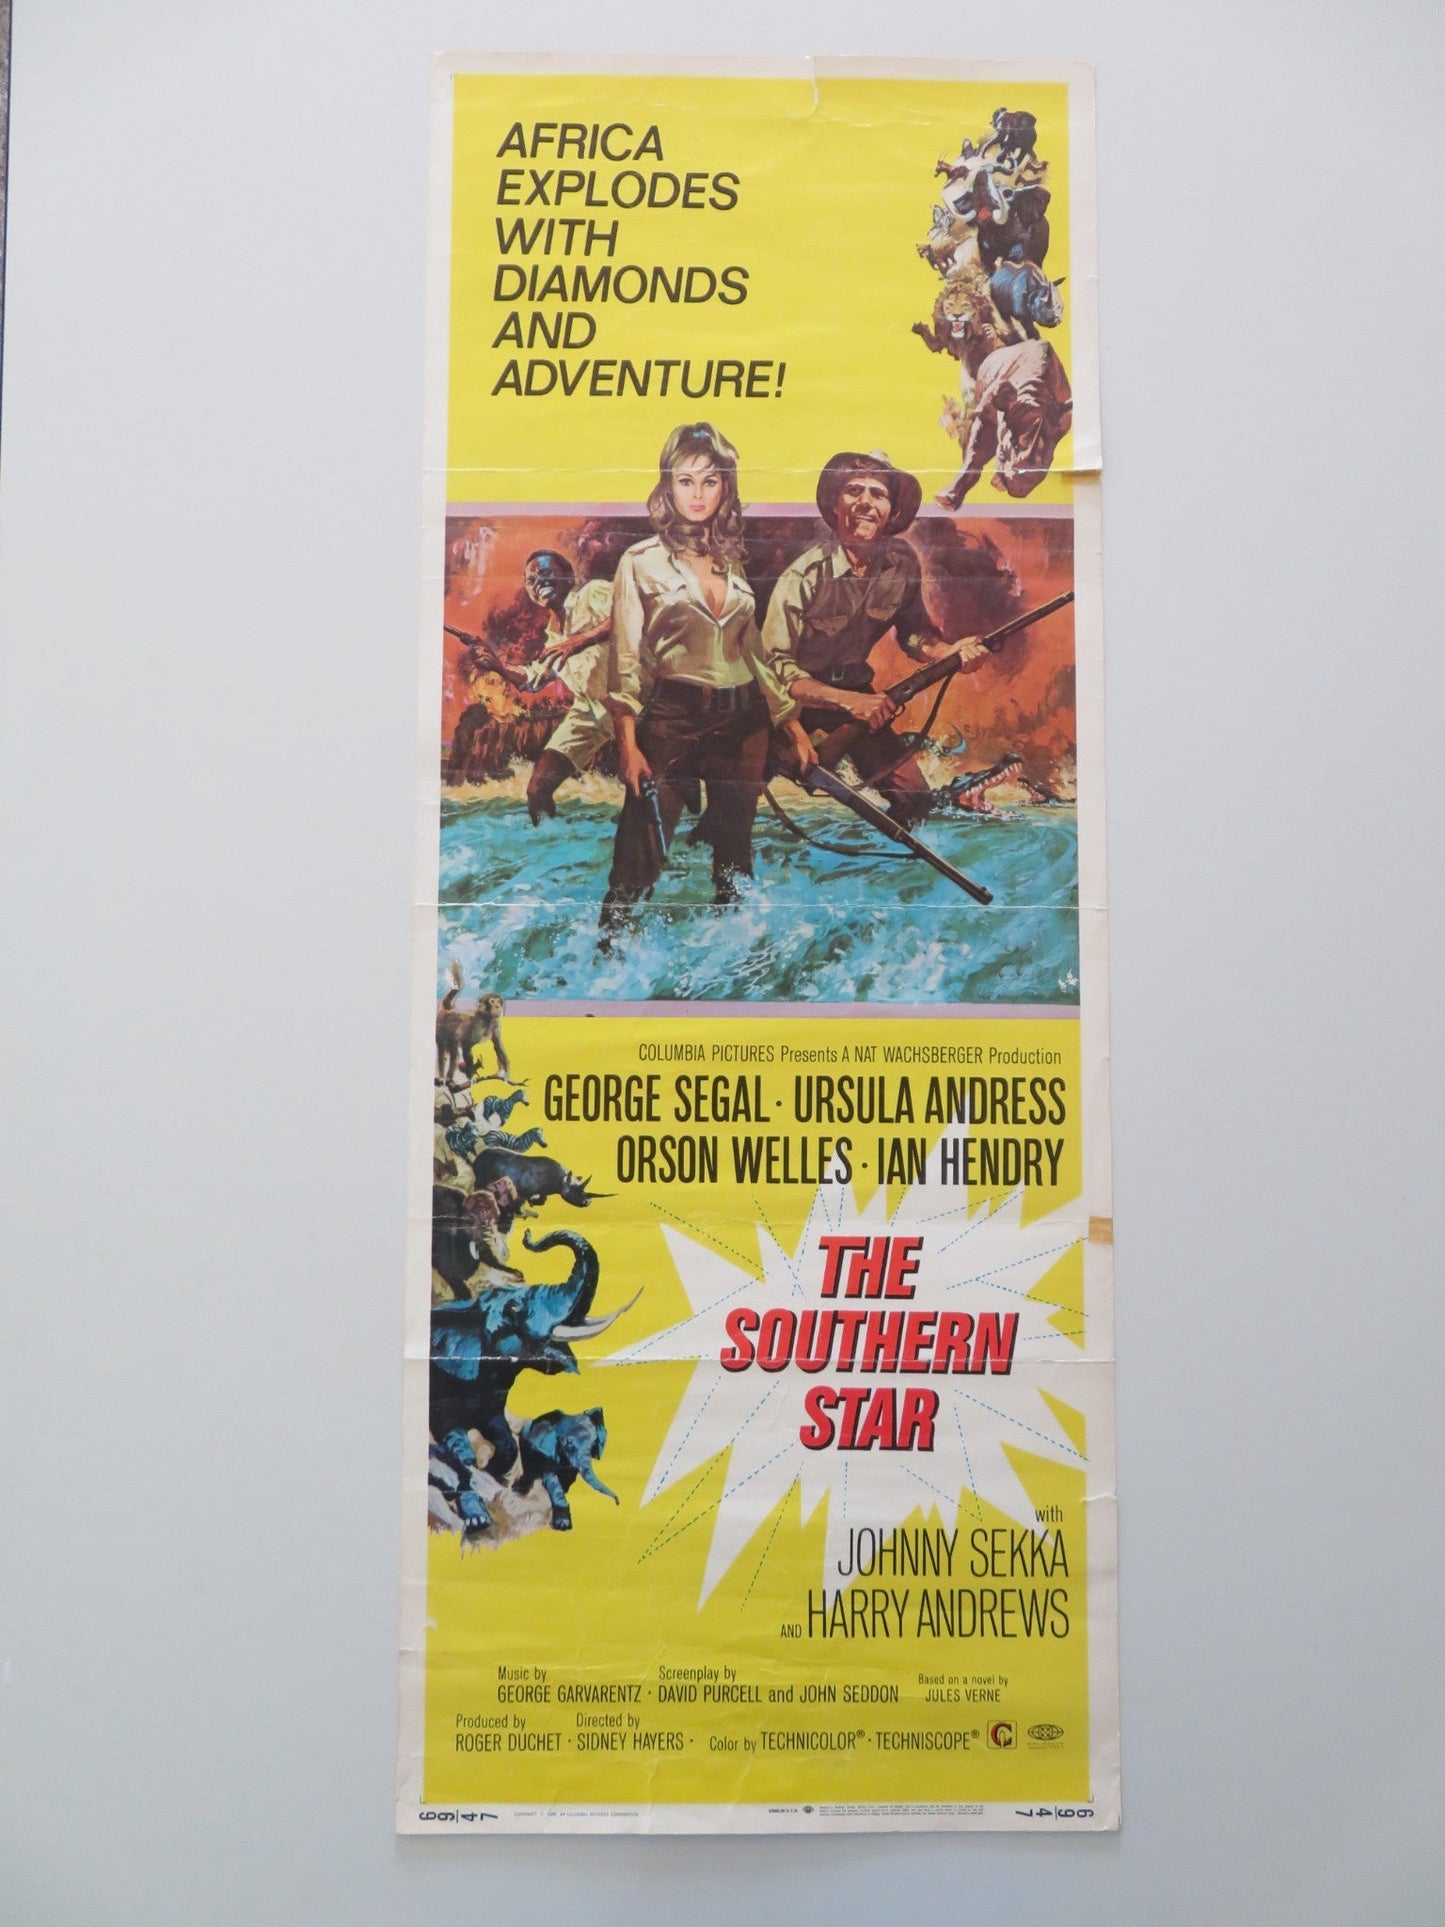 AFRICA
EXPLODES
WITH
DIAMONDS
AND
ADVENTURE!
COLUMBIA PICTURES Presents A NAT WACHSBERGER Production
GEORGE SEGAL · URSULA ANDRESS
ORSON WELLES · IAN HENDRY
THE
SOUTHERN
STAR
with
JOHNNY SEKKA
AND HARRY ANDREWS
Music by
GEORGE GARVARENTZ ·
Screenplay by
DAVID PURCELL and JOHN SEDDON
Based on a novel by
JULES VERNE
Produced by
ROGER DUCHET ·
Directed by
SIDNEY HAYERS ·
Color by TECHNICOLOR® · TECHNISCOPE®
69/47
69/47